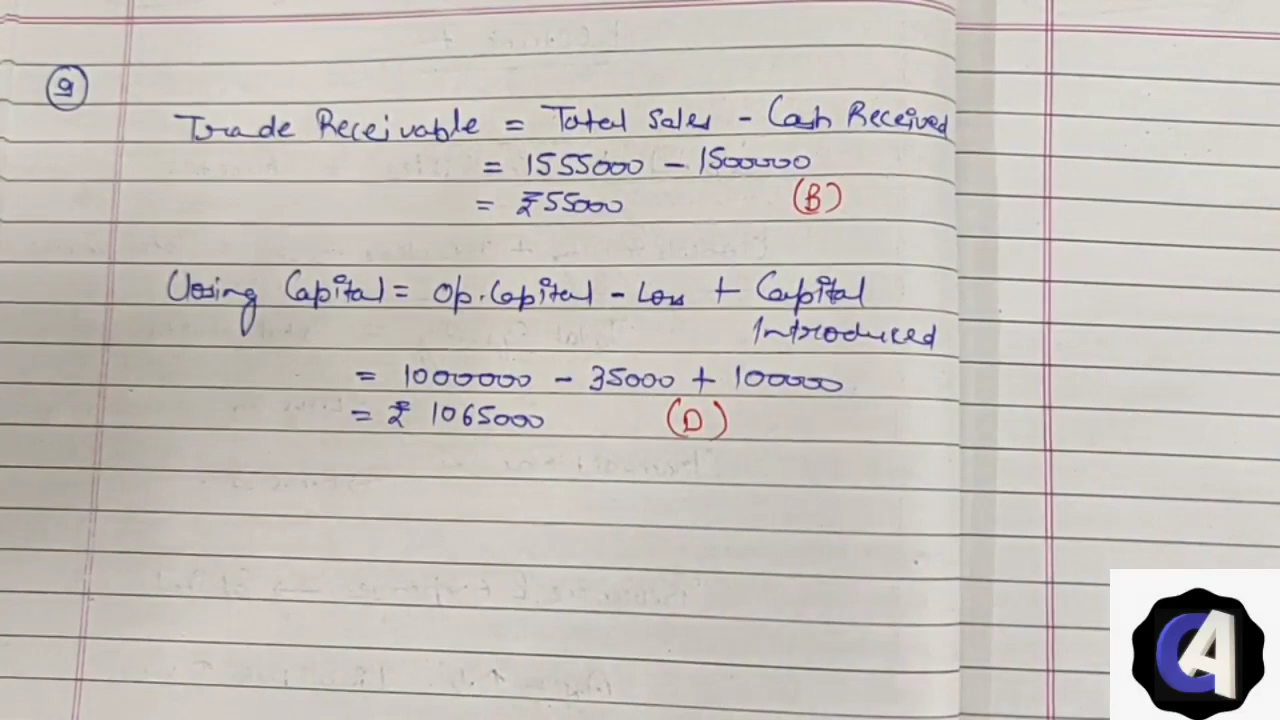 9
Trade Receivable = Total Sales - Cash Received
= 1555000 - 1500000
= ₹55000 (B)
Closing Capital = Op. Capital - Loss + Capital
Introduced
= 1000000 - 35000 + 100000
= ₹ 1065000 (D)
CA